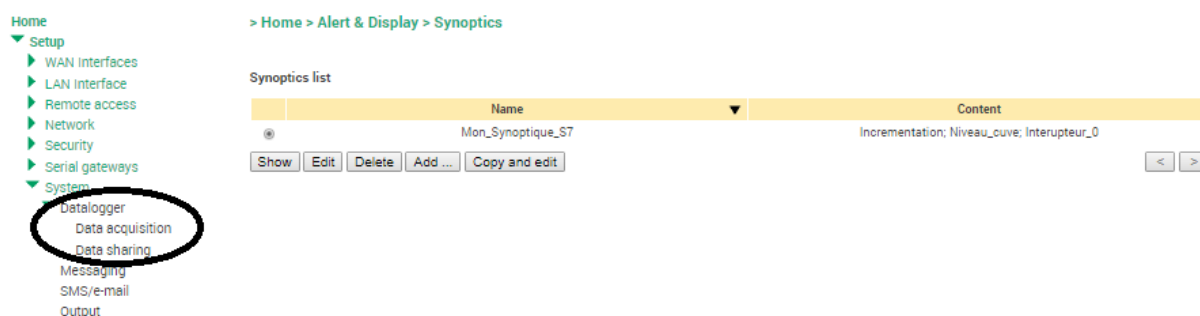 Home
Setup
WAN Interfaces
LAN Interface
Remote access
Network
Security
Serial gateways
System
Datalogger
Data acquisition
Data sharing
Messaging
SMS/e-mail
Output
> Home > Alert & Display > Synoptics
Synoptics list
Name Content
Mon_Synoptique_S7 Incrementation; Niveau_cuve; Interupteur_0
Show Edit Delete Add ... Copy and edit < >